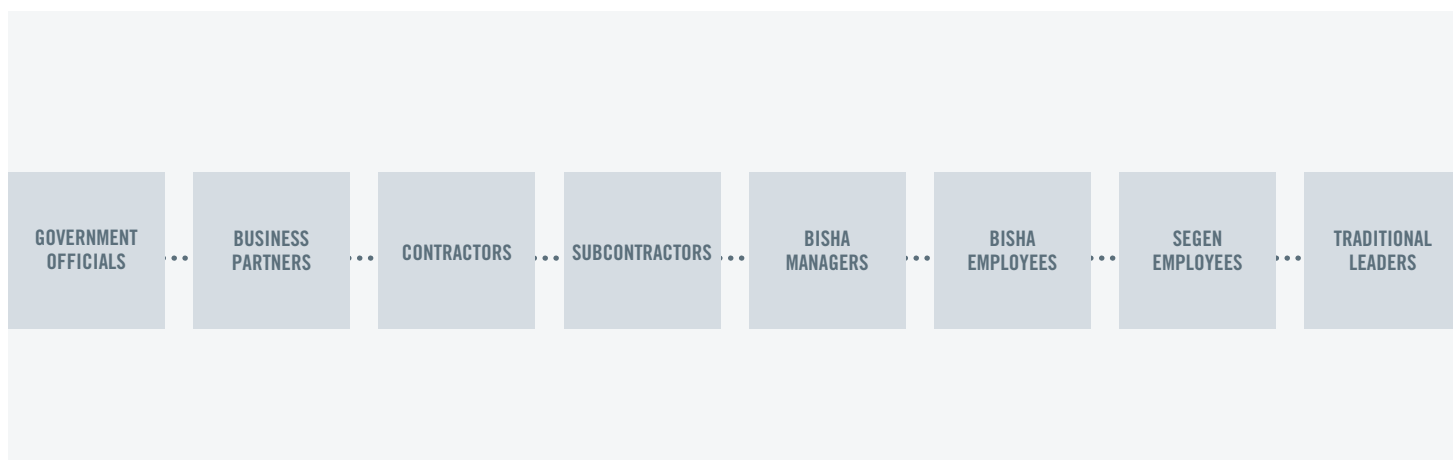 GOVERNMENT
OFFICIALS
BUSINESS
PARTNERS
CONTRACTORS
SUBCONTRACTORS
BISHA
MANAGERS
BISHA
EMPLOYEES
SEGEN
EMPLOYEES
TRADITIONAL
LEADERS